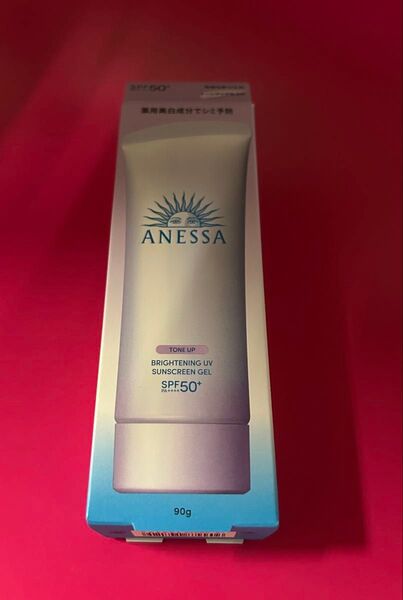 SPF50+
薬用美白成分でシミ予防
ANESSA
TONE UP
BRIGHTENING UV
SUNSCREEN GEL
SPF50+
PA++++
90g